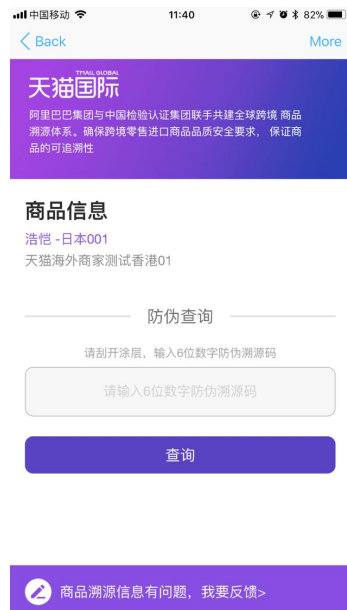 中国移动 11:40 82%
Back More
TMALL GLOBAL
天猫国际
阿里巴巴集团与中国检验认证集团联手共建全球跨境 商品
溯源体系。确保跨境零售进口商品品质安全要求， 保证商
品的可追溯性
商品信息
浩恺 -日本001
天猫海外商家测试香港01
防伪查询
请刮开涂层，输入6位数字防伪溯源码
请输入6位数字防伪溯源码
查询
商品溯源信息有问题，我要反馈>